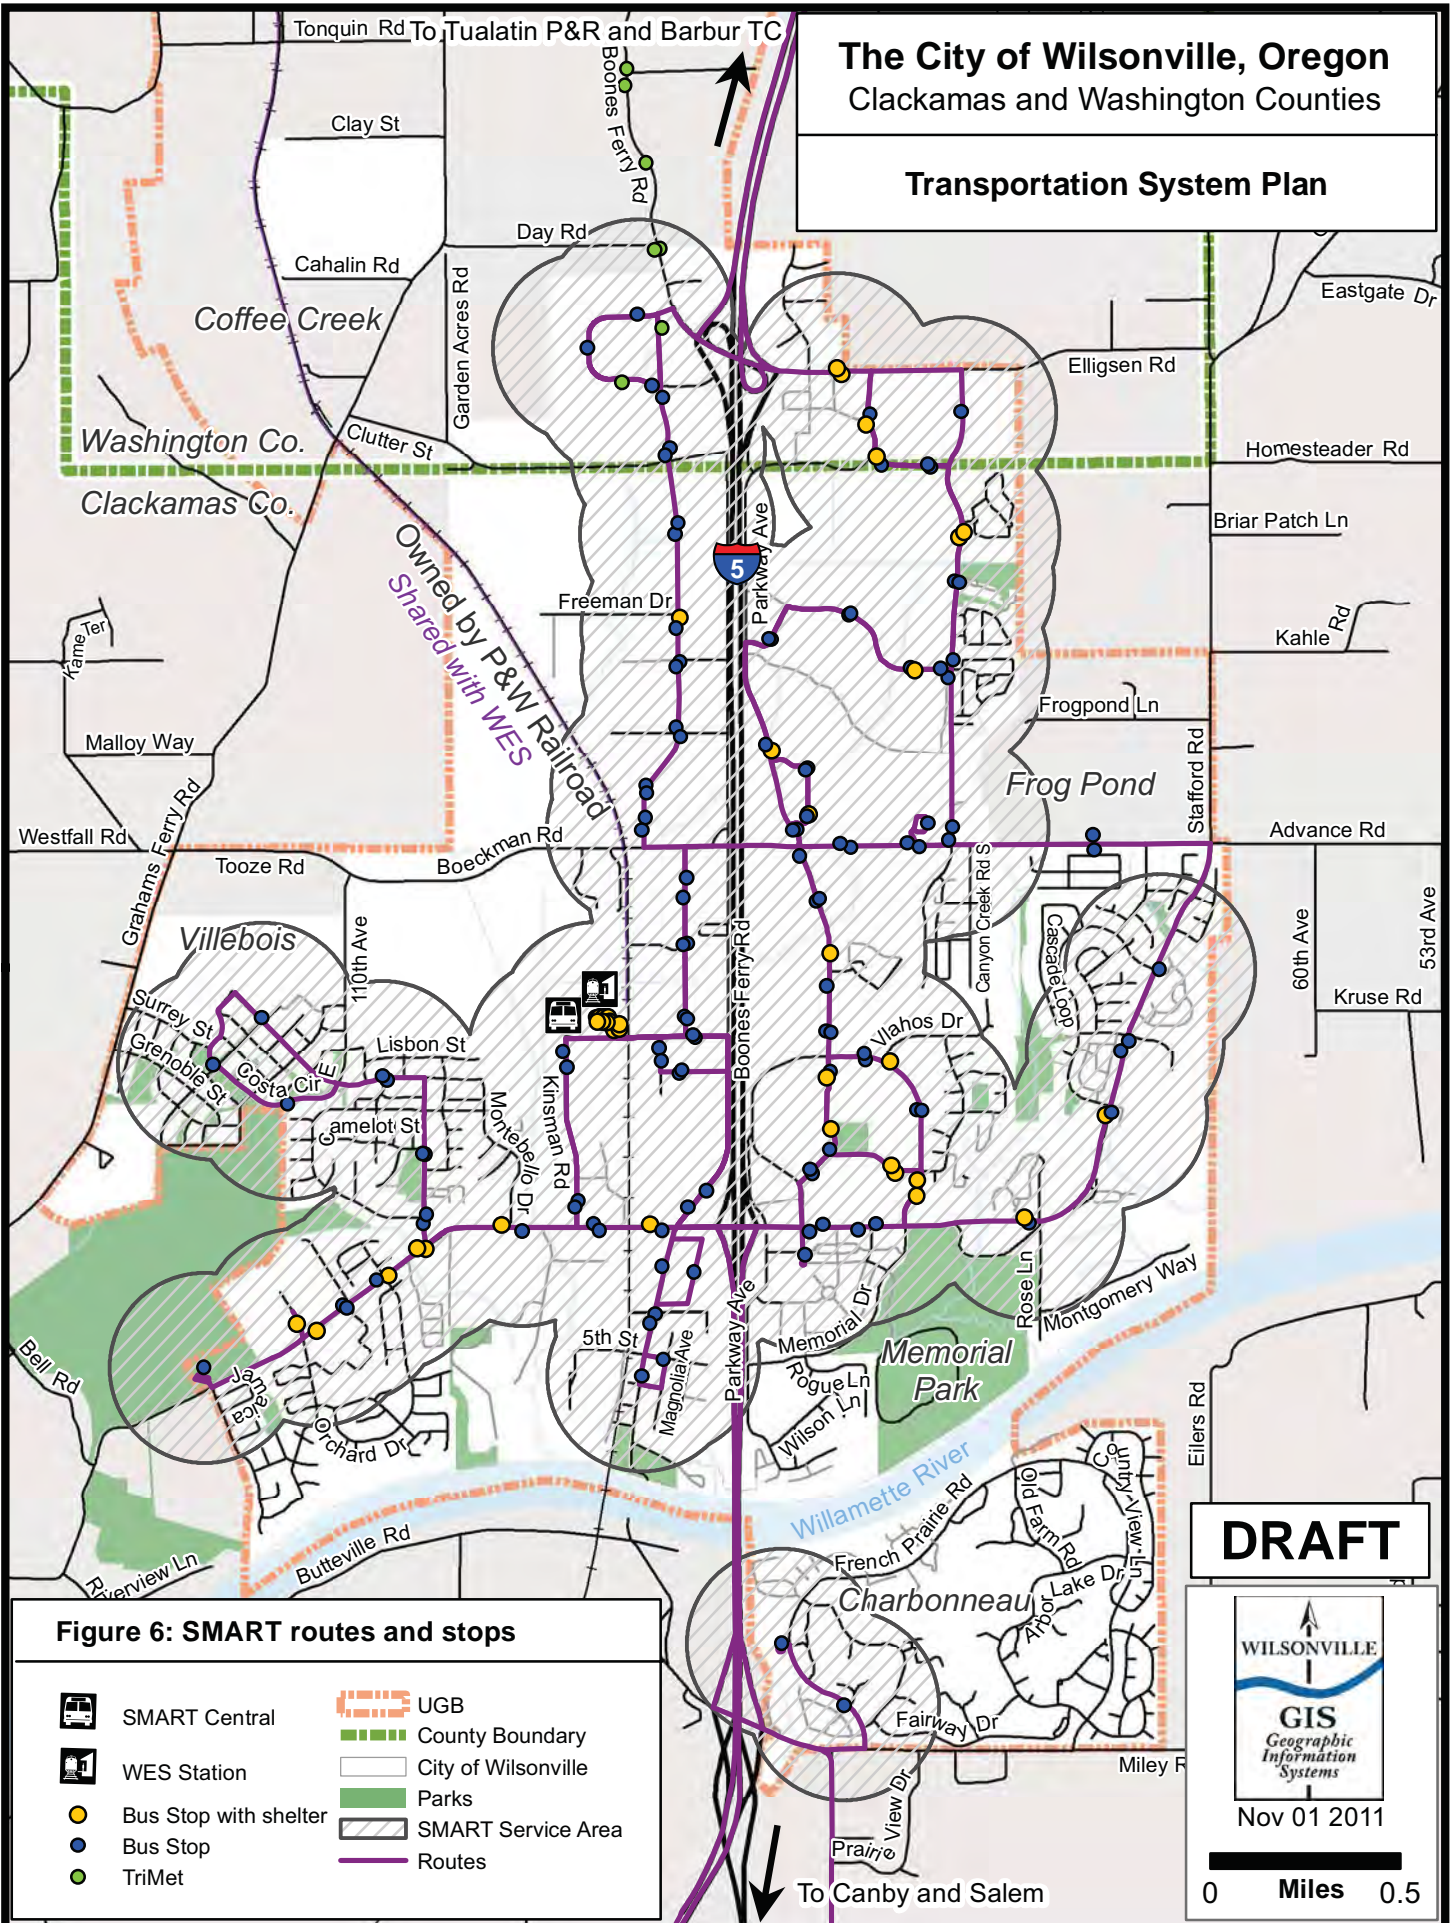 Tonquin Rd
To Tualatin P&R and Barbur TC
The City of Wilsonville, Oregon
Clackamas and Washington Counties
Transportation System Plan
Boones Ferry Rd
Clay St
Day Rd
Cahalin Rd
Garden Acres Rd
Coffee Creek
Eastgate Dr
Elligsen Rd
Washington Co.
Clutter St
Homesteader Rd
Clackamas Co.
Briar Patch Ln
Owned by P&W Railroad
Shared with WES
Parkway Ave
5
Freeman Dr
Kame Ter
Kahle Rd
Frogpond Ln
Malloy Way
Frog Pond
Stafford Rd
Grahams Ferry Rd
Westfall Rd
Tooze Rd
Boeckman Rd
Advance Rd
Canyon Creek Rd S
Villebois
110th Ave
Boones Ferry Rd
Cascade Loop
60th Ave
53rd Ave
Kruse Rd
Surrey St
Grenoble St
Costa Cir E
Lisbon St
Vlahos Dr
Camelot St
Montebello Dr
Kinsman Rd
Rose Ln
Montgomery Way
Parkway Ave
Memorial Dr
5th St
Magnolia Ave
Memorial
Park
Rogue Ln
Wilson Ln
Bell Rd
Jamaica
Orchard Dr
Eilers Rd
Willamette River
Country View Ln
Old Farm Rd
French Prairie Rd
Lake Dr
Arbor
Charbonneau
Butteville Rd
Riverview Ln
DRAFT
Fairway Dr
Miley R
Prairie View Dr
To Canby and Salem
Figure 6: SMART routes and stops
SMART Central
WES Station
Bus Stop with shelter
Bus Stop
TriMet
UGB
County Boundary
City of Wilsonville
Parks
SMART Service Area
Routes
WILSONVILLE
GIS
Geographic
Information
Systems
Nov 01 2011
0 Miles 0.5